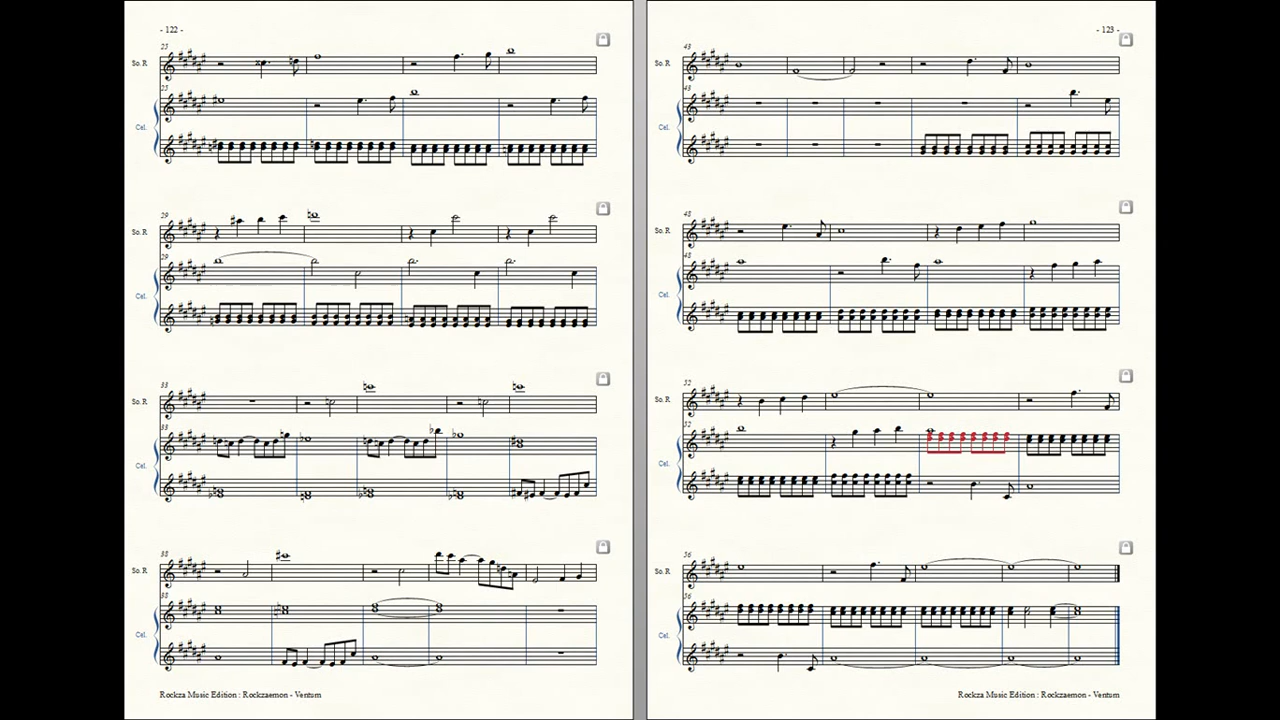 - 122 -
25
So. R
25
Cel.
29
So. R
29
Cel.
33
So. R
33
Cel.
38
So. R
38
Cel.
Rockza Music Edition : Rockzaemon - Ventum
- 123 -
43
So. R
43
Cel.
48
So. R
48
Cel.
52
So. R
52
Cel.
56
So. R
56
Cel.
Rockza Music Edition : Rockzaemon - Ventum